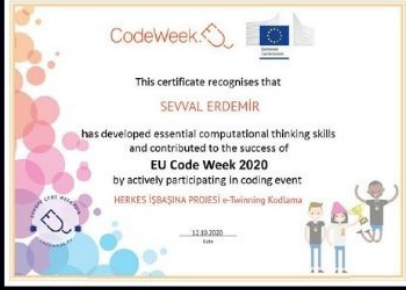 CodeWeek.
European
Commission
This certificate recognises that
SEVVAL ERDEMİR
has developed essential computational thinking skills
and contributed to the success of
EU Code Week 2020
by actively participating in coding event
HERKES İŞBAŞINA PROJESİ e-Twinning Kodlama
12.10.2020
Date